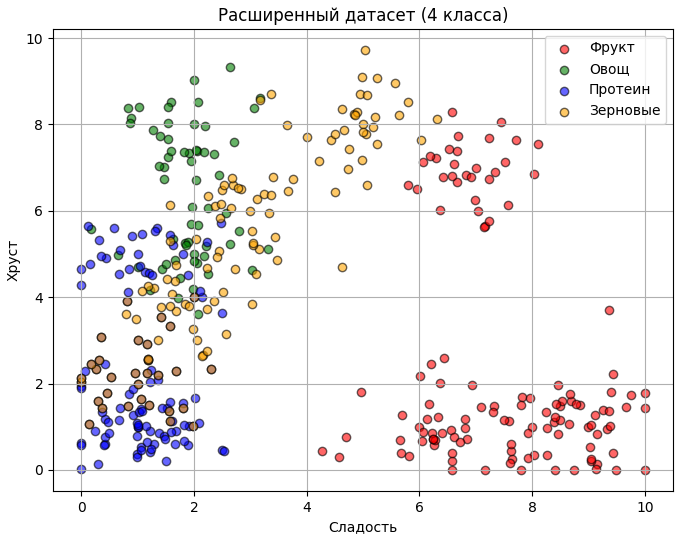 Расширенный датасет (4 класса)
Фрукт
Овощ
Протеин
Зерновые
Хруст
10
8
6
4
2
0
0 2 4 6 8 10
Сладость